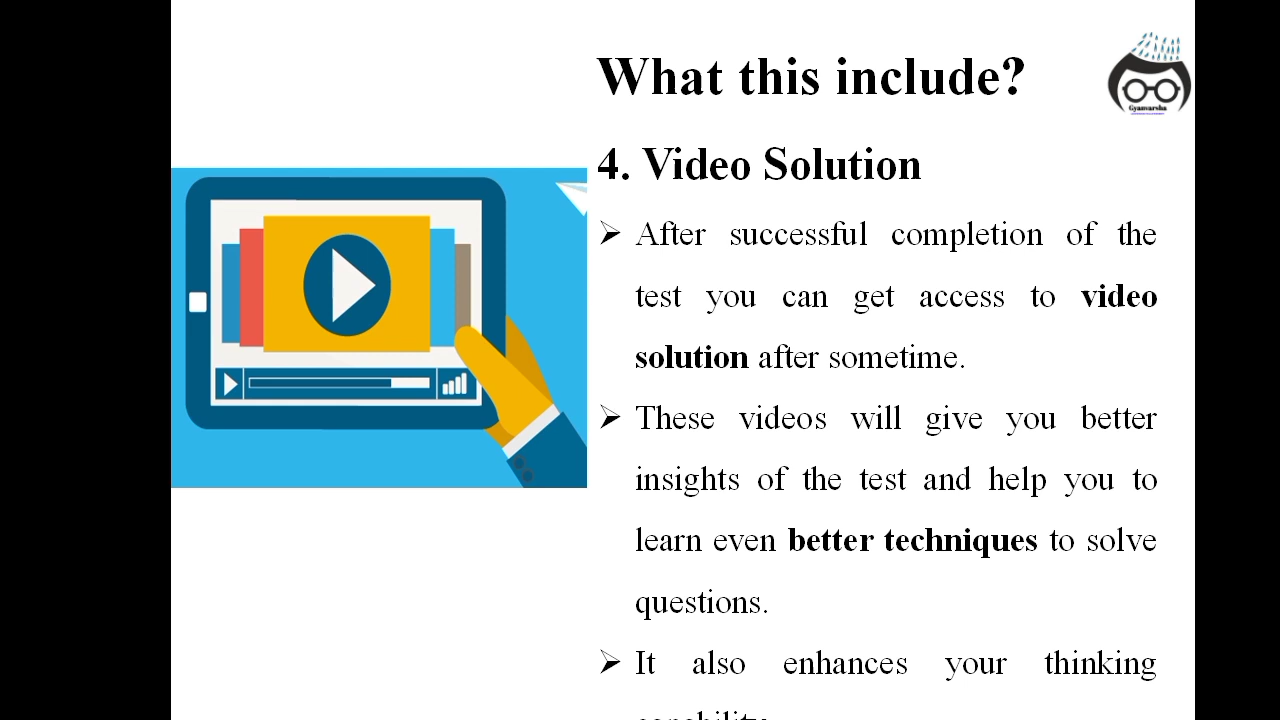 What this include?
Gyanvarsha
4. Video Solution
➢ After successful completion of the
test you can get access to video
solution after sometime.
➢ These videos will give you better
insights of the test and help you to
learn even better techniques to solve
questions.
➢ It also enhances your thinking